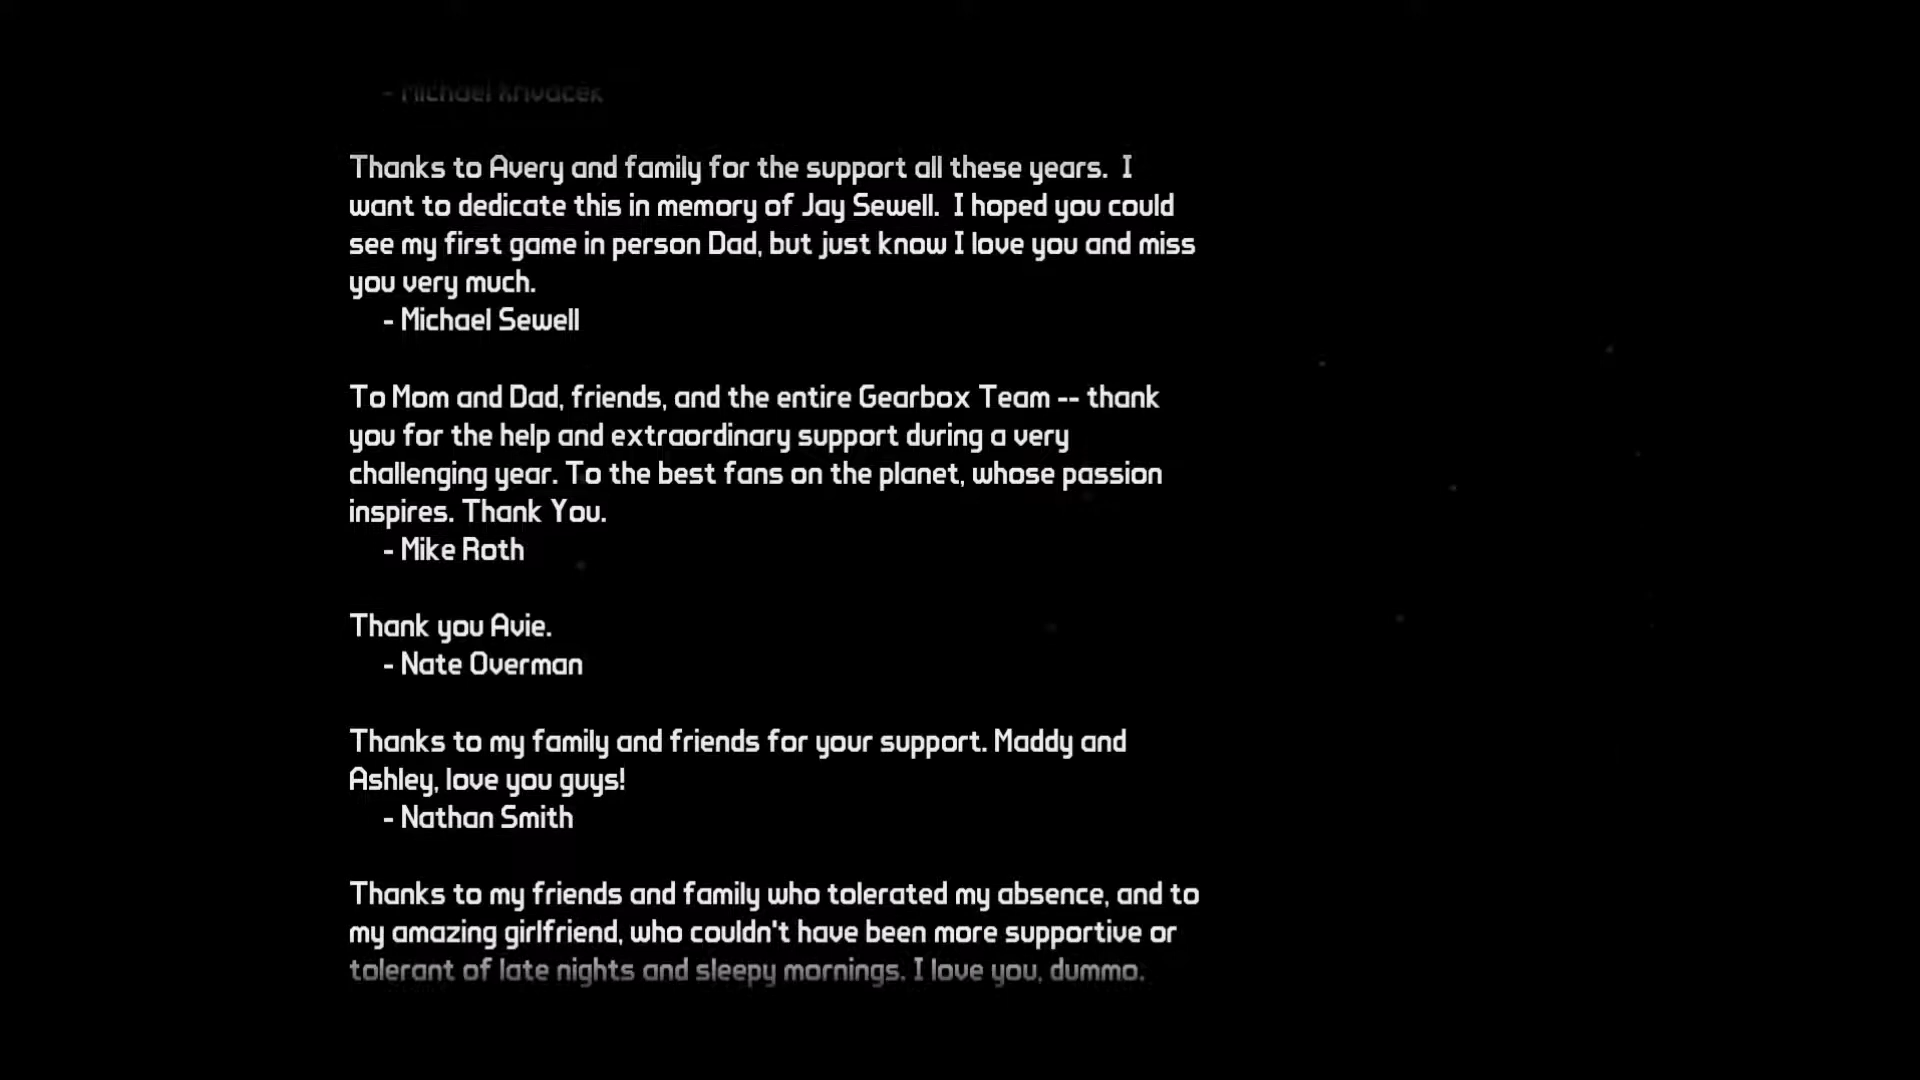 - Michael Krivacek
Thanks to Avery and family for the support all these years.  I
want to dedicate this in memory of Jay Sewell.  I hoped you could
see my first game in person Dad, but just know I love you and miss
you very much.
- Michael Sewell
To Mom and Dad, friends, and the entire Gearbox Team -- thank
you for the help and extraordinary support during a very
challenging year. To the best fans on the planet, whose passion
inspires. Thank You.
- Mike Roth
Thank you Avie.
- Nate Overman
Thanks to my family and friends for your support. Maddy and
Ashley, love you guys!
- Nathan Smith
Thanks to my friends and family who tolerated my absence, and to
my amazing girlfriend, who couldn't have been more supportive or
tolerant of late nights and sleepy mornings. I love you, dummo.